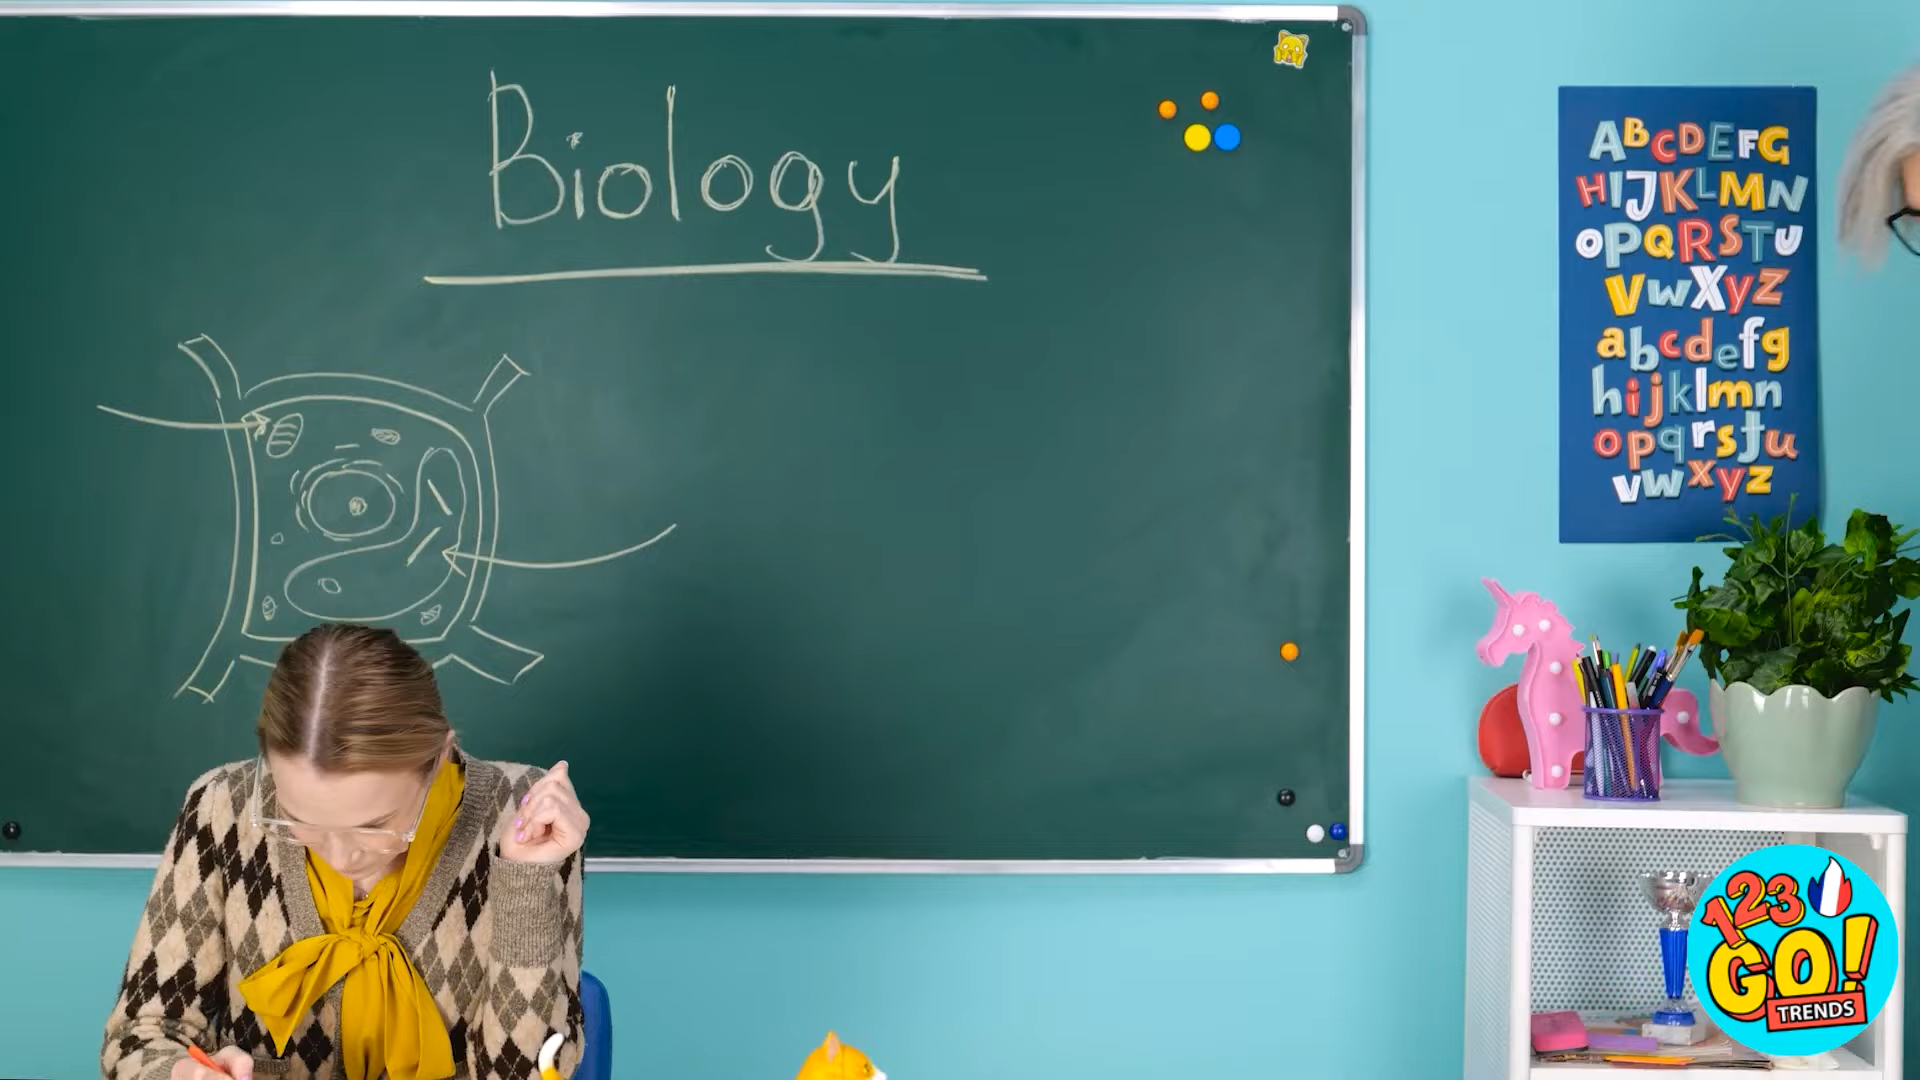 Biology
ABCDEFG
HIJKLMN
OPQRSTU
VWXYZ
abcdefg
hijklmn
opqrstu
vwxyz
123
GO!
TRENDS